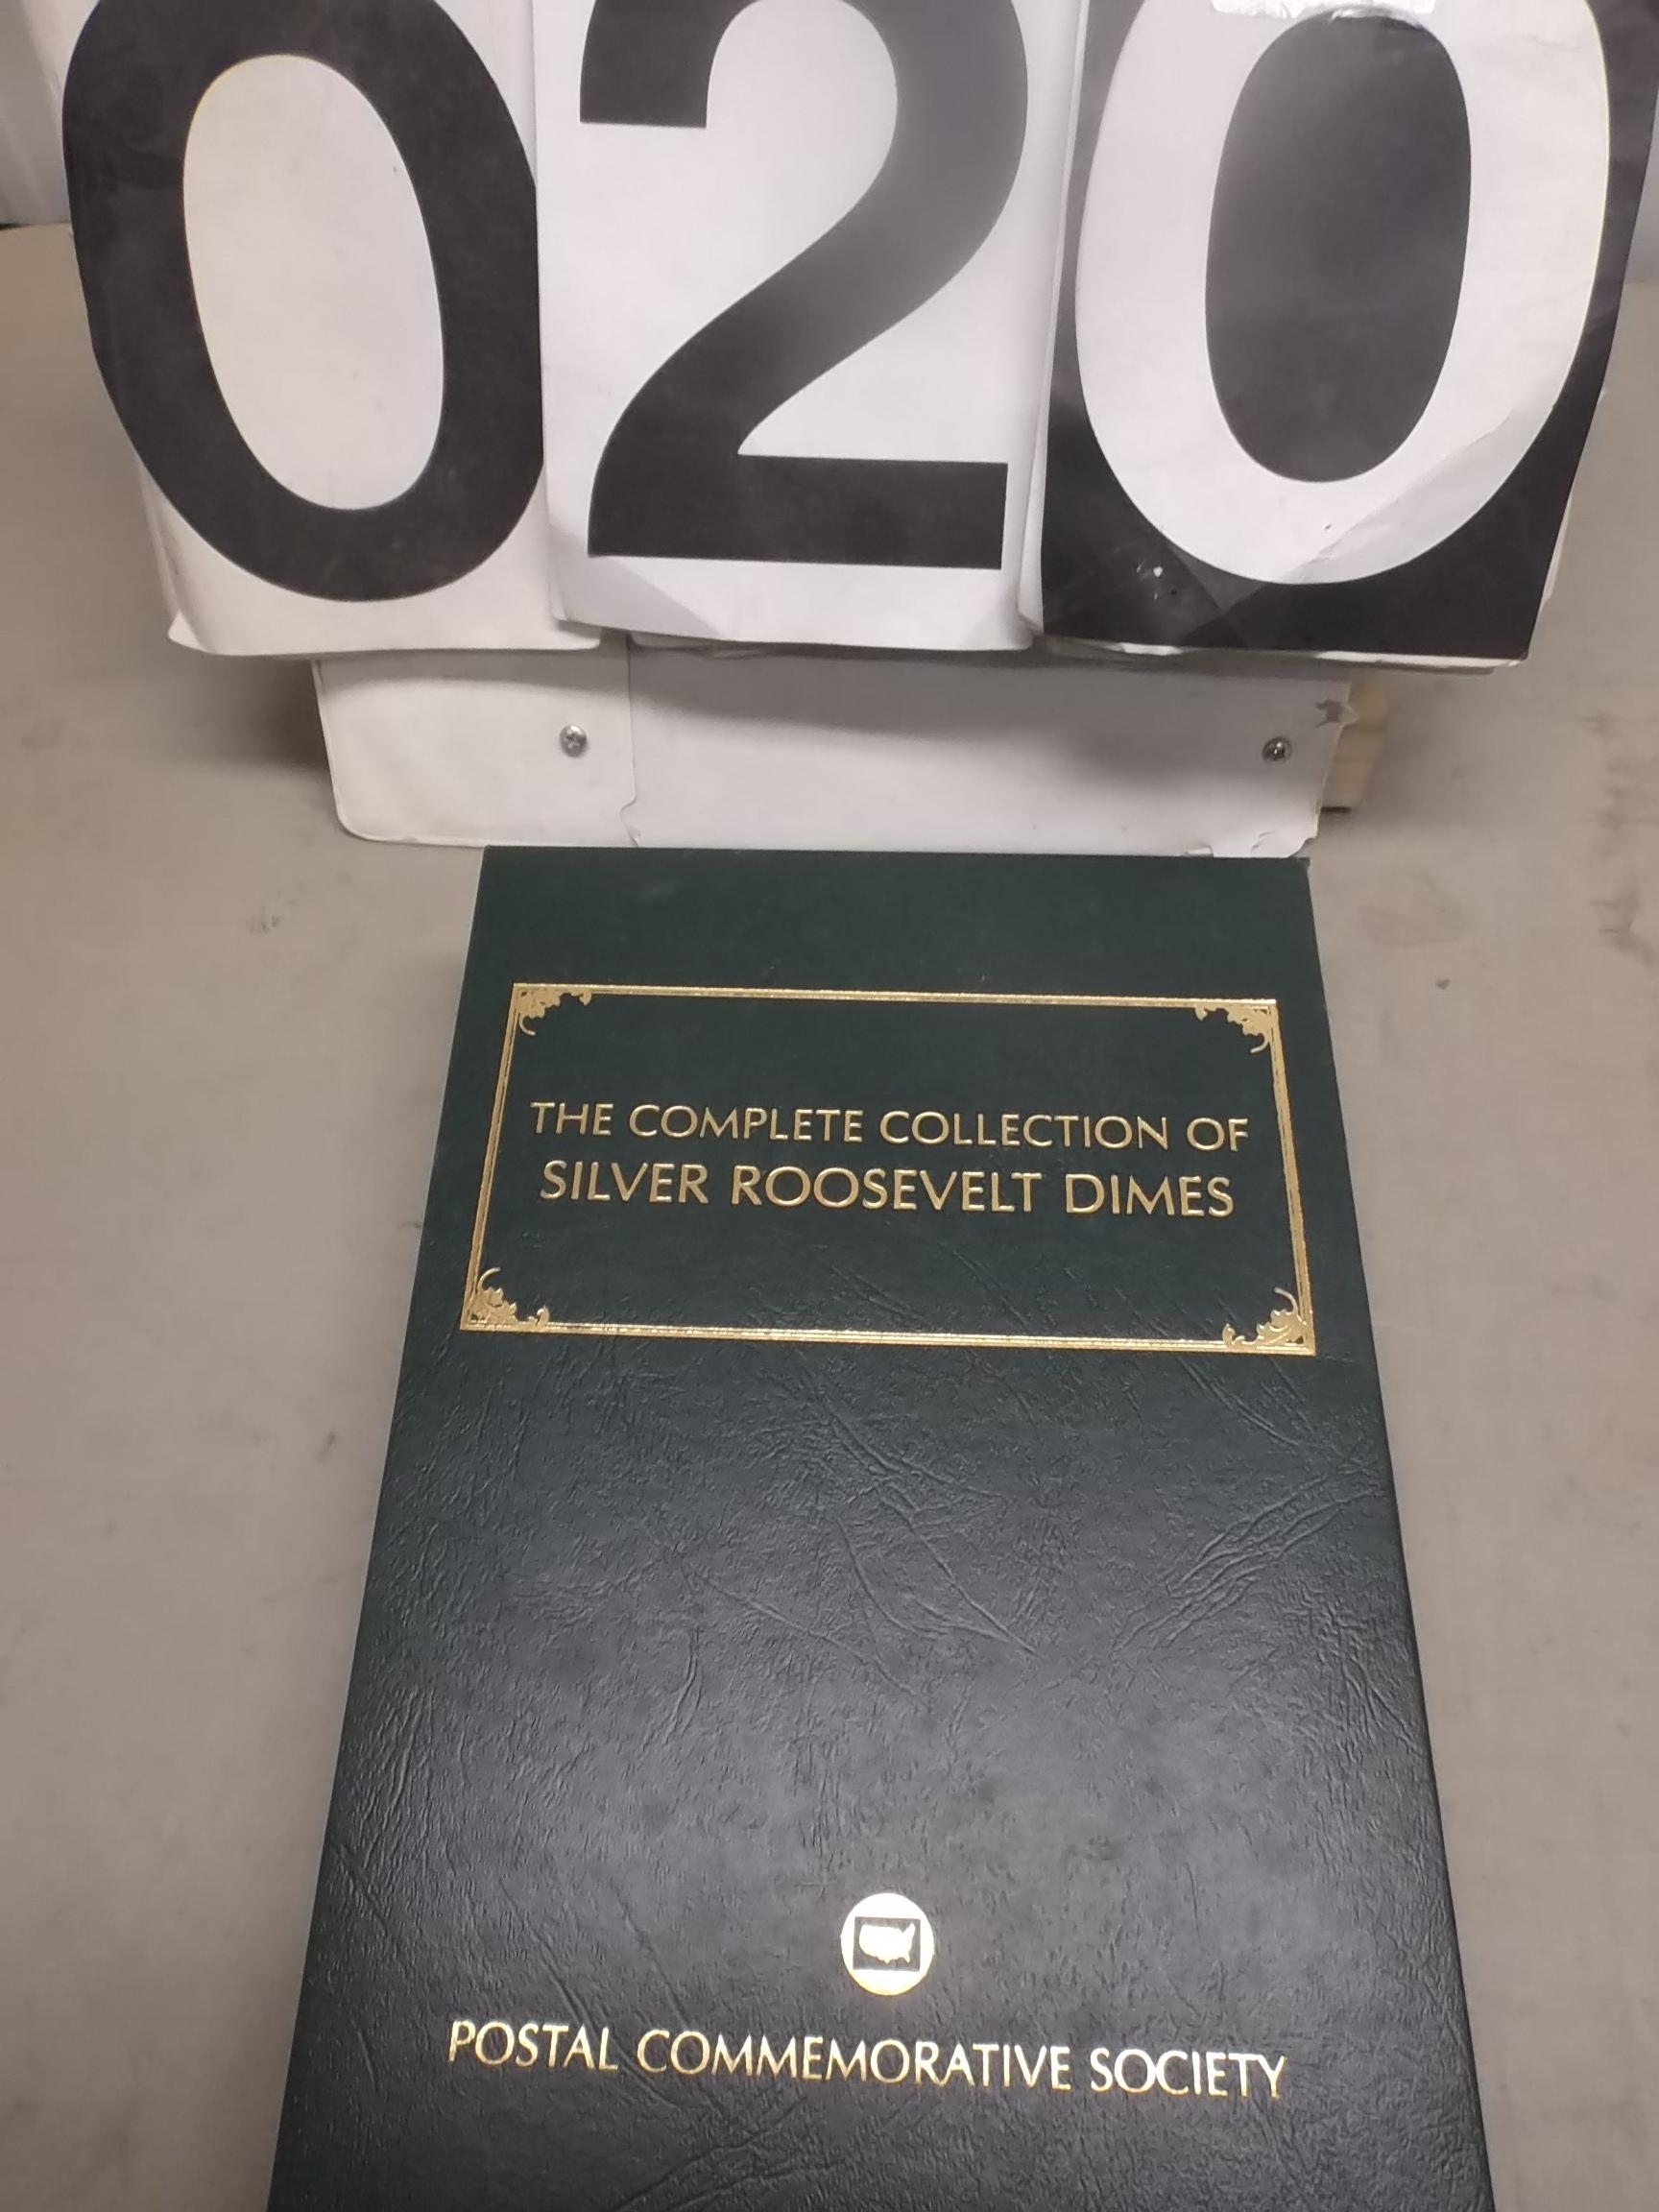 020
THE COMPLETE COLLECTION OF
SILVER ROOSEVELT DIMES
POSTAL COMMEMORATIVE SOCIETY